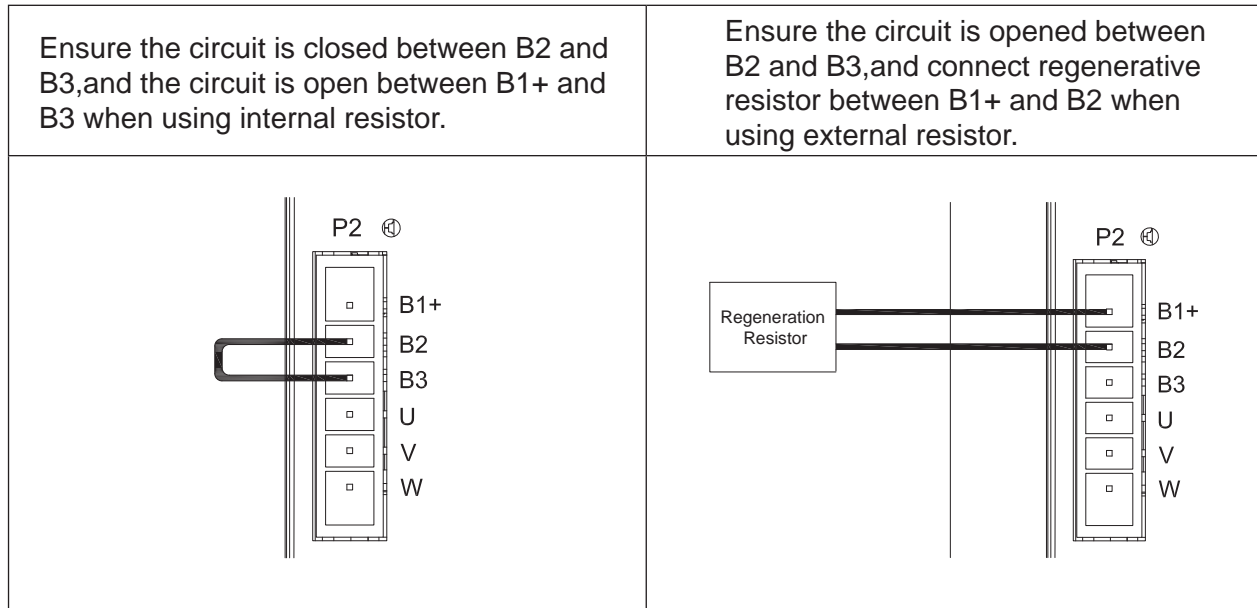 Ensure the circuit is closed between B2 and
B3,and the circuit is open between B1+ and
B3 when using internal resistor.
Ensure the circuit is opened between
B2 and B3,and connect regenerative
resistor between B1+ and B2 when
using external resistor.
P2
B1+
B2
B3
U
V
W
Regeneration
Resistor
P2
B1+
B2
B3
U
V
W